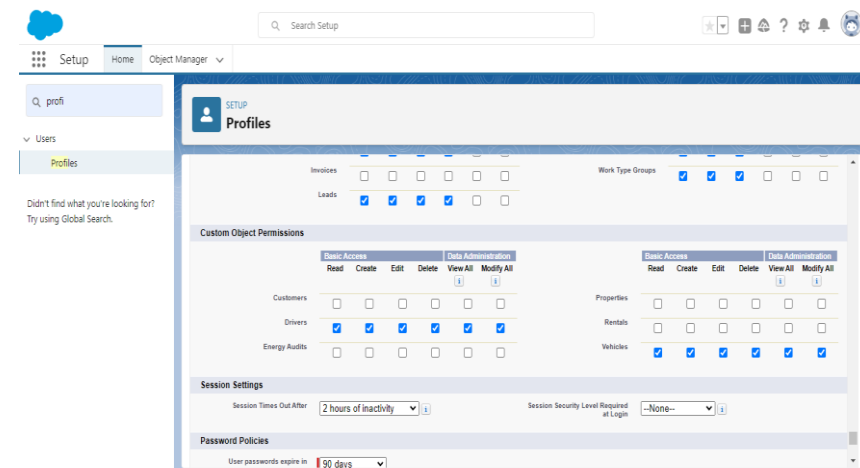 Search Setup
Setup Home Object Manager
profi
Users
Profiles
Didn't find what you're looking for?
Try using Global Search.
SETUP
Profiles
Invoices Work Type Groups
Leads
Custom Object Permissions
Basic Access Data Administration Basic Access Data Administration
Read Create Edit Delete View All Modify All Read Create Edit Delete View All Modify All
i i i i
Customers Properties
Drivers Rentals
Energy Audits Vehicles
Session Settings
Session Times Out After 2 hours of inactivity i Session Security Level Required at Login --None-- i
Password Policies
User passwords expire in 90 days